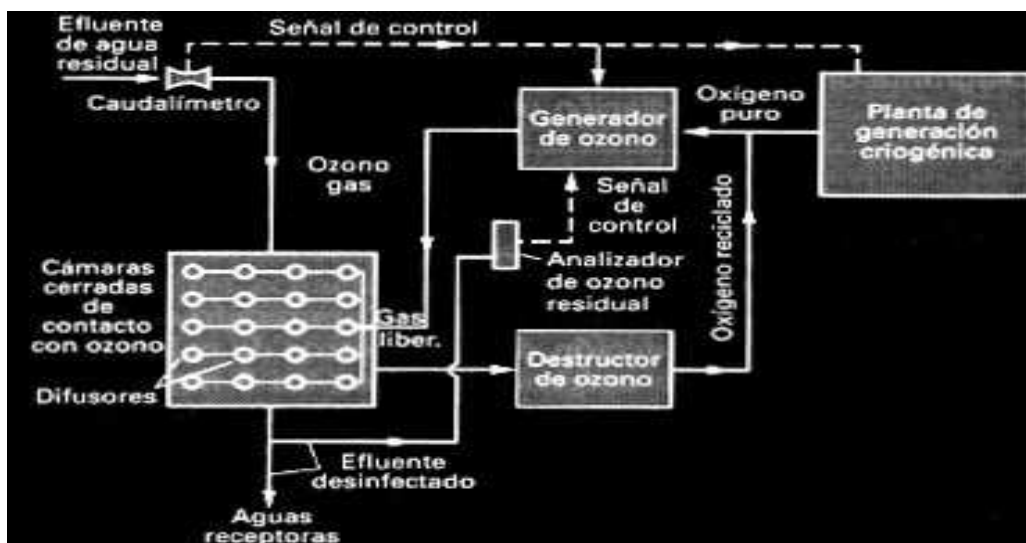 Efluente
de agua
residual
Señal de control
Caudalímetro
Ozono
gas
Generador
de ozono
Oxígeno
puro
Planta de
generación
criogénica
Señal
de
control
Oxígeno reciclado
Analizador
de ozono
residual
Cámaras
cerradas
de
contacto
con ozono
Gas
liber.
Difusores
Destructor
de ozono
Efluente
desinfectado
Aguas
receptoras